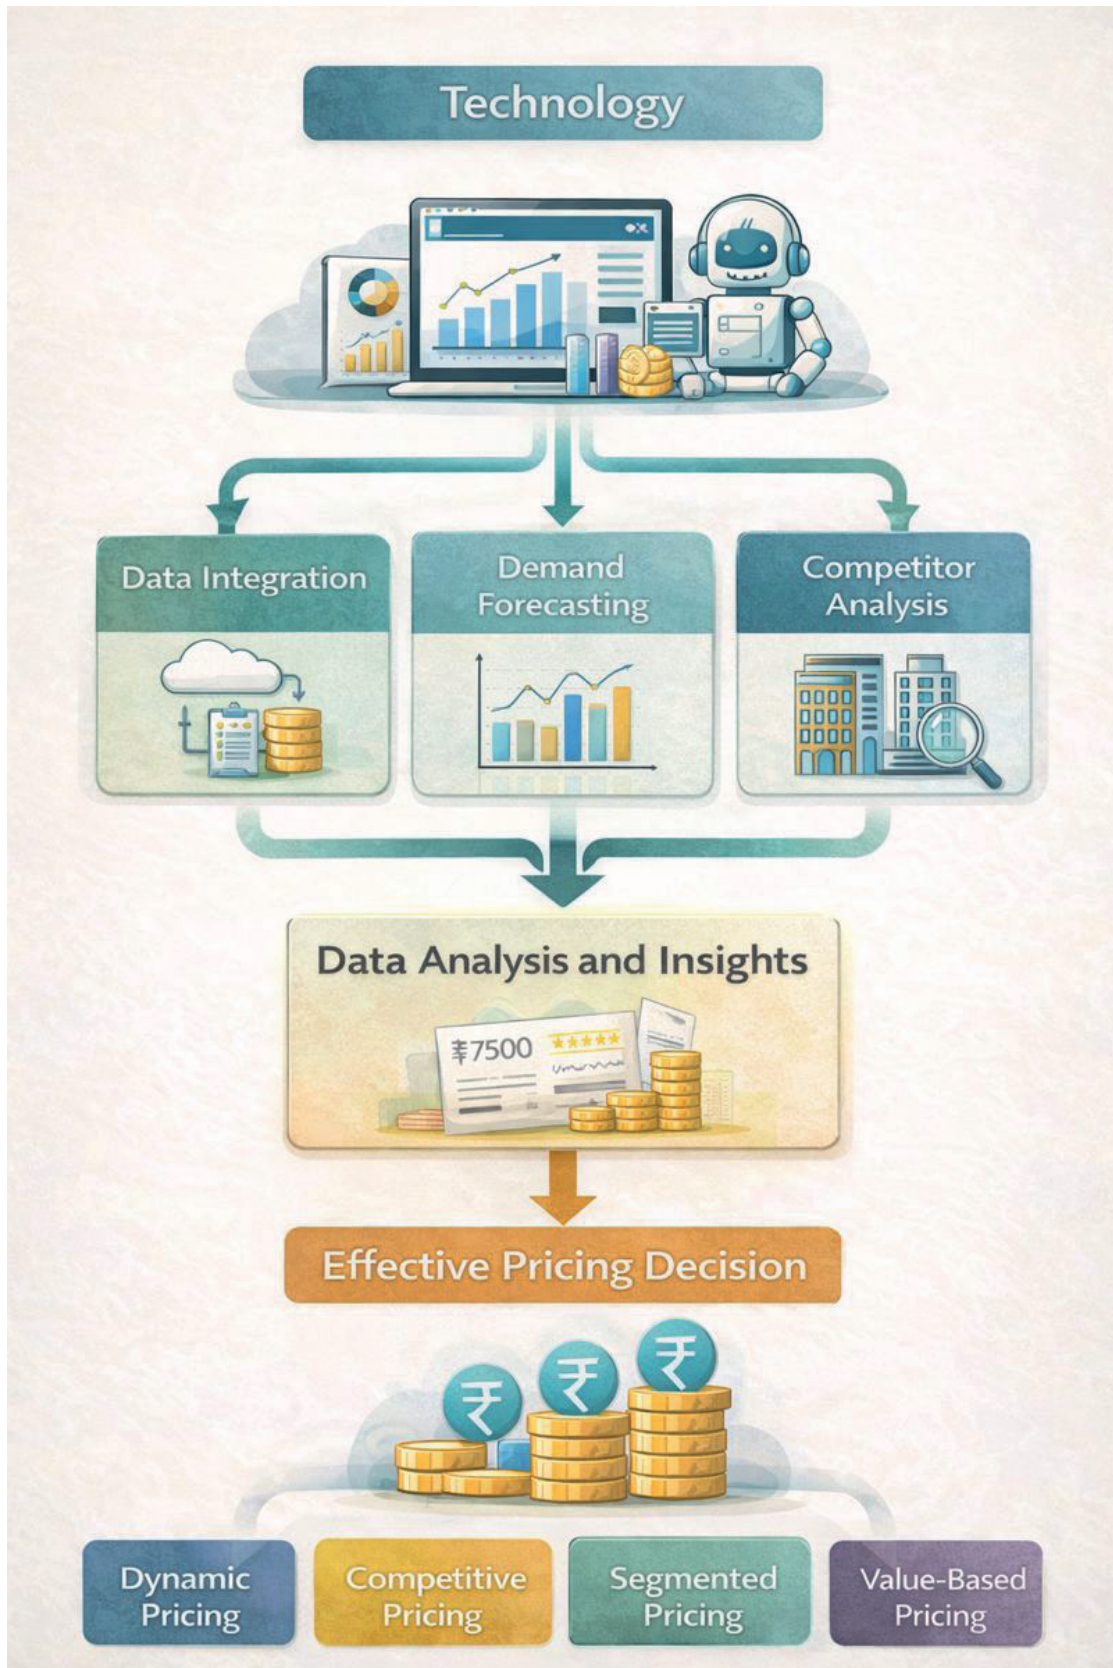 Technology
Data Integration
Demand
Forecasting
Competitor
Analysis
Data Analysis and Insights
7500
Effective Pricing Decision
₹
₹
₹
Dynamic
Pricing
Competitive
Pricing
Segmented
Pricing
Value-Based
Pricing